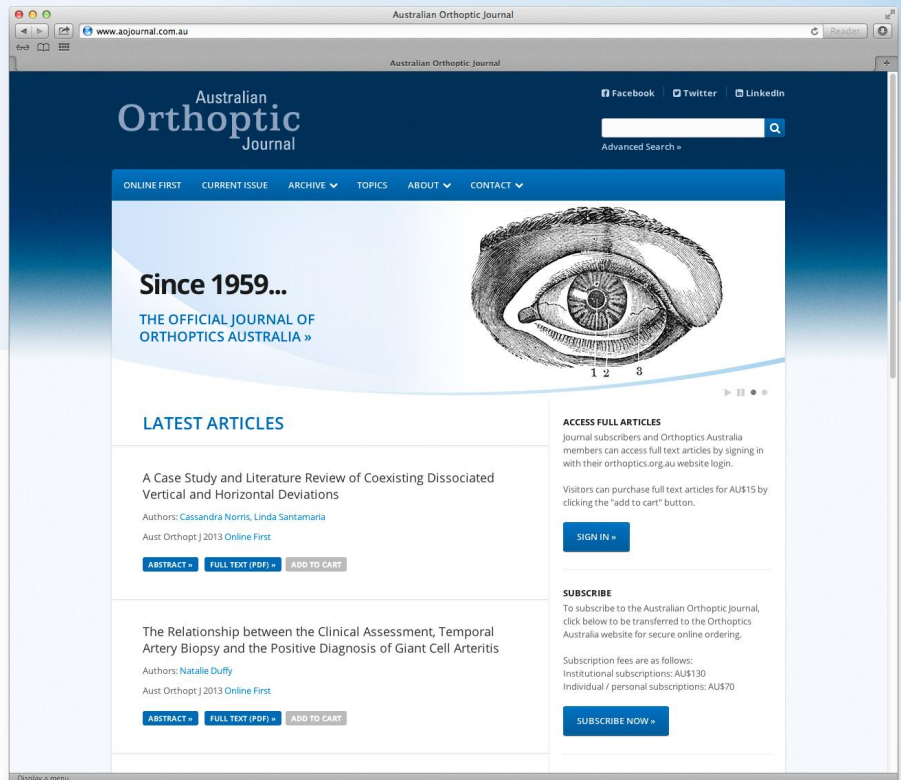 Australian Orthoptic Journal
www.aojournal.com.au
Reader
Australian Orthoptic Journal
Australian
Orthoptic
Journal
Facebook Twitter LinkedIn
Advanced Search »
ONLINE FIRST CURRENT ISSUE ARCHIVE TOPICS ABOUT CONTACT
Since 1959...
THE OFFICIAL JOURNAL OF
ORTHOPTICS AUSTRALIA »
1 2 3
LATEST ARTICLES
A Case Study and Literature Review of Coexisting Dissociated
Vertical and Horizontal Deviations
Authors: Cassandra Norris, Linda Santamaria
Aust Orthopt J 2013 Online First
ABSTRACT » FULL TEXT (PDF) » ADD TO CART
The Relationship between the Clinical Assessment, Temporal
Artery Biopsy and the Positive Diagnosis of Giant Cell Arteritis
Authors: Natalie Duffy
Aust Orthopt J 2013 Online First
ABSTRACT » FULL TEXT (PDF) » ADD TO CART
ACCESS FULL ARTICLES
Journal subscribers and Orthoptics Australia
members can access full text articles by signing in
with their orthoptics.org.au website login.
Visitors can purchase full text articles for AU$15 by
clicking the "add to cart" button.
SIGN IN »
SUBSCRIBE
To subscribe to the Australian Orthoptic Journal,
click below to be transferred to the Orthoptics
Australia website for secure online ordering.
Subscription fees are as follows:
Institutional subscriptions: AU$130
Individual / personal subscriptions: AU$70
SUBSCRIBE NOW »
Display a menu